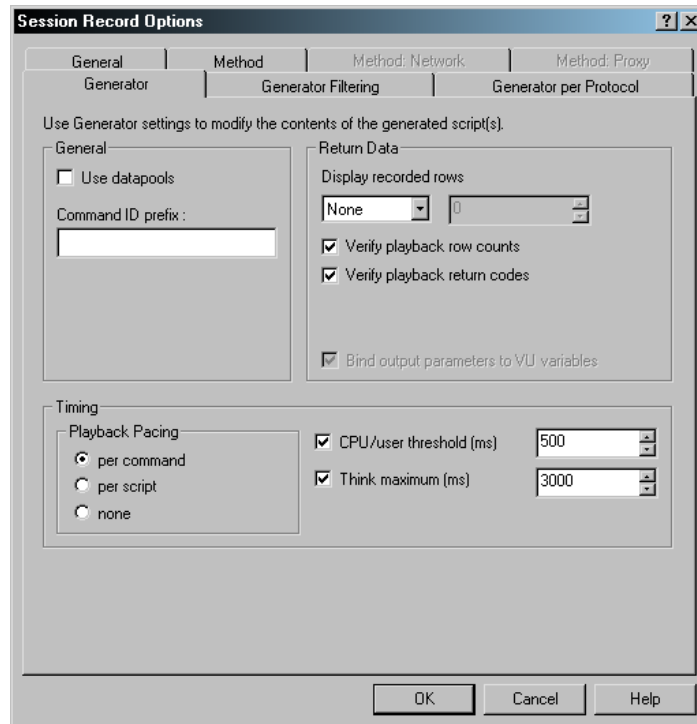 Session Record Options
General Method Method: Network Method: Proxy
Generator Generator Filtering Generator per Protocol
Use Generator settings to modify the contents of the generated script(s).
General
Use datapools
Command ID prefix :
Return Data
Display recorded rows
None 0
Verify playback row counts
Verify playback return codes
Bind output parameters to VU variables
Timing
Playback Pacing
per command
per script
none
CPU/user threshold (ms) 500
Think maximum (ms) 3000
OK Cancel Help